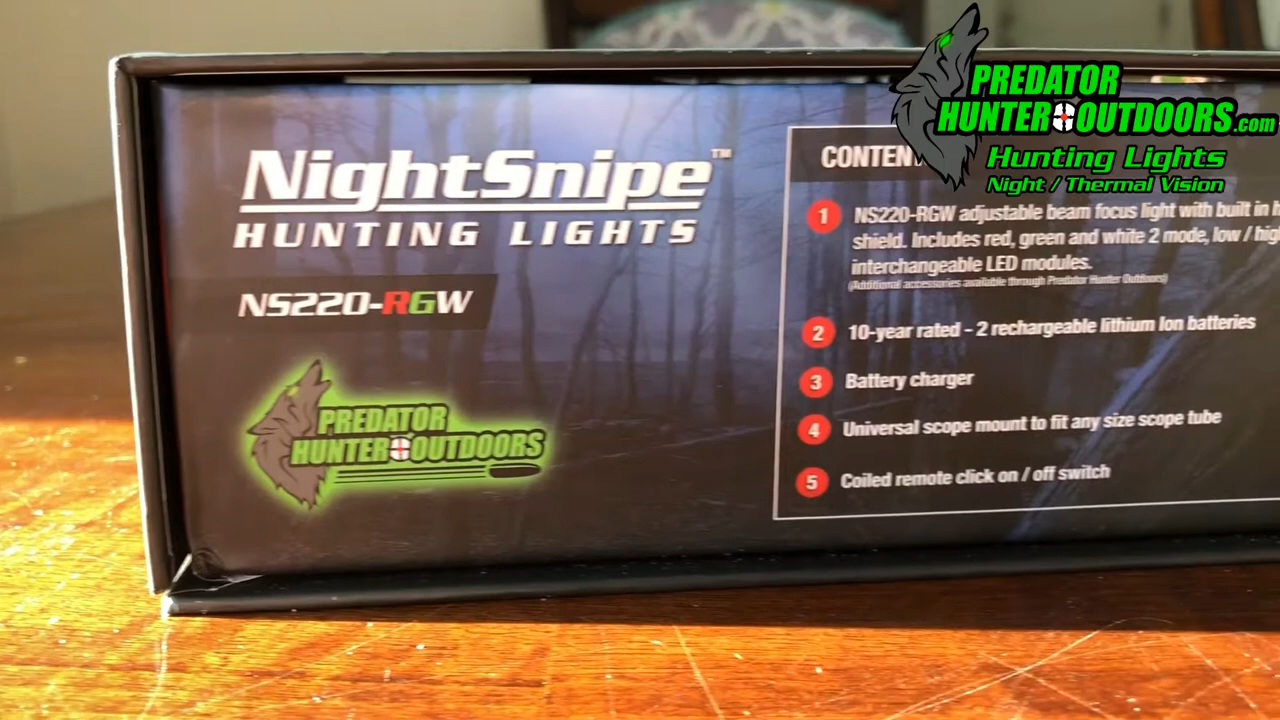 NightSnipe™
HUNTING LIGHTS
NS220-RGW
PREDATOR
HUNTER OUTDOORS
PREDATOR
HUNTER OUTDOORS.com
Hunting Lights
Night / Thermal Vision
1 NS220-RGW adjustable beam focus light with built in
shield. Includes red, green and white 2 mode, low /
interchangeable LED modules.
(Additional accessories available through Predator Hunter Outdoors)
2 10-year rated - 2 rechargeable lithium Ion batteries
3 Battery charger
4 Universal scope mount to fit any size scope tube
5 Coiled remote click on / off switch